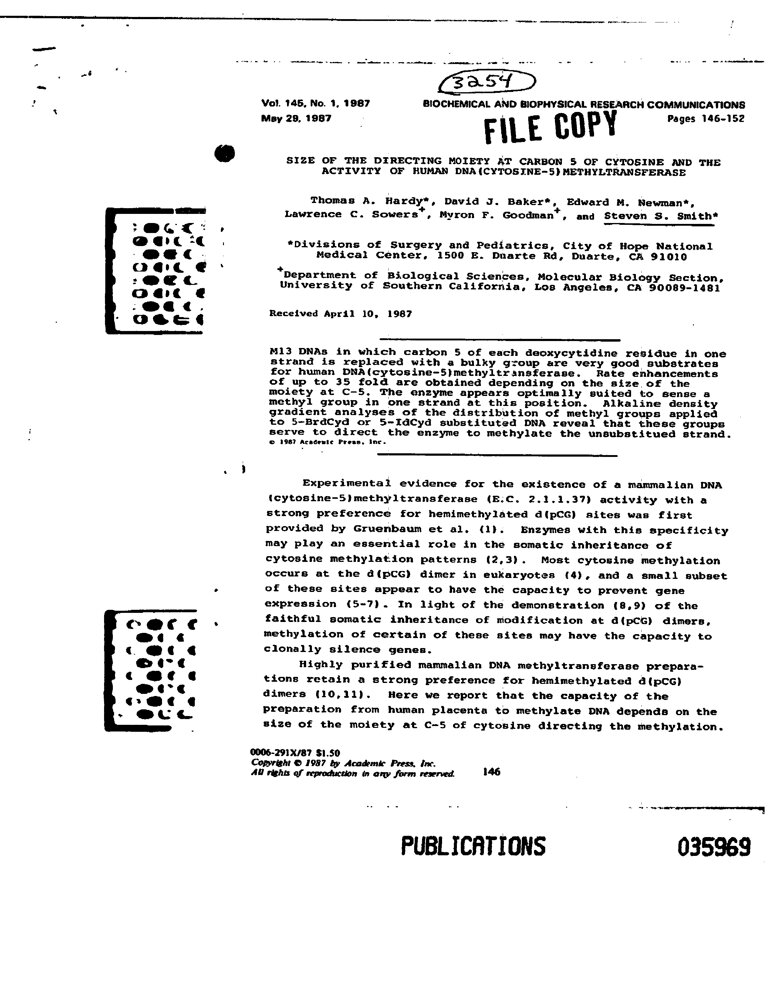 3254
Vol. 145, No. 1, 1987 BIOCHEMICAL AND BIOPHYSICAL RESEARCH COMMUNICATIONS
May 29, 1987 Pages 146-152
FILE COPY
SIZE OF THE DIRECTING MOIETY AT CARBON 5 OF CYTOSINE AND THE
ACTIVITY OF HUMAN DNA(CYTOSINE-5)METHYLTRANSFERASE
Thomas A. Hardy*, David J. Baker*, Edward M. Newman*,
Lawrence C. Sowers+, Myron F. Goodman+, and Steven S. Smith*
*Divisions of Surgery and Pediatrics, City of Hope National
Medical Center, 1500 E. Duarte Rd, Duarte, CA 91010
+Department of Biological Sciences, Molecular Biology Section,
University of Southern California, Los Angeles, CA 90089-1481
Received April 10, 1987
M13 DNAs in which carbon 5 of each deoxycytidine residue in one
strand is replaced with a bulky group are very good substrates
for human DNA(cytosine-5)methyltransferase. Rate enhancements
of up to 35 fold are obtained depending on the size of the
moiety at C-5. The enzyme appears optimally suited to sense a
methyl group in one strand at this position. Alkaline density
gradient analyses of the distribution of methyl groups applied
to 5-BrdCyd or 5-IdCyd substituted DNA reveal that these groups
serve to direct the enzyme to methylate the unsubstitued strand.
© 1987 Academic Press, Inc.
Experimental evidence for the existence of a mammalian DNA
(cytosine-5)methyltransferase (E.C. 2.1.1.37) activity with a
strong preference for hemimethylated d(pCG) sites was first
provided by Gruenbaum et al. (1). Enzymes with this specificity
may play an essential role in the somatic inheritance of
cytosine methylation patterns (2,3). Most cytosine methylation
occurs at the d(pCG) dimer in eukaryotes (4), and a small subset
of these sites appear to have the capacity to prevent gene
expression (5-7). In light of the demonstration (8,9) of the
faithful somatic inheritance of modification at d(pCG) dimers,
methylation of certain of these sites may have the capacity to
clonally silence genes.
Highly purified mammalian DNA methyltransferase prepara-
tions retain a strong preference for hemimethylated d(pCG)
dimers (10,11). Here we report that the capacity of the
preparation from human placenta to methylate DNA depends on the
size of the moiety at C-5 of cytosine directing the methylation.
0006-291X/87 $1.50
Copyright © 1987 by Academic Press, Inc.
All rights of reproduction in any form reserved. 146
PUBLICATIONS 035969